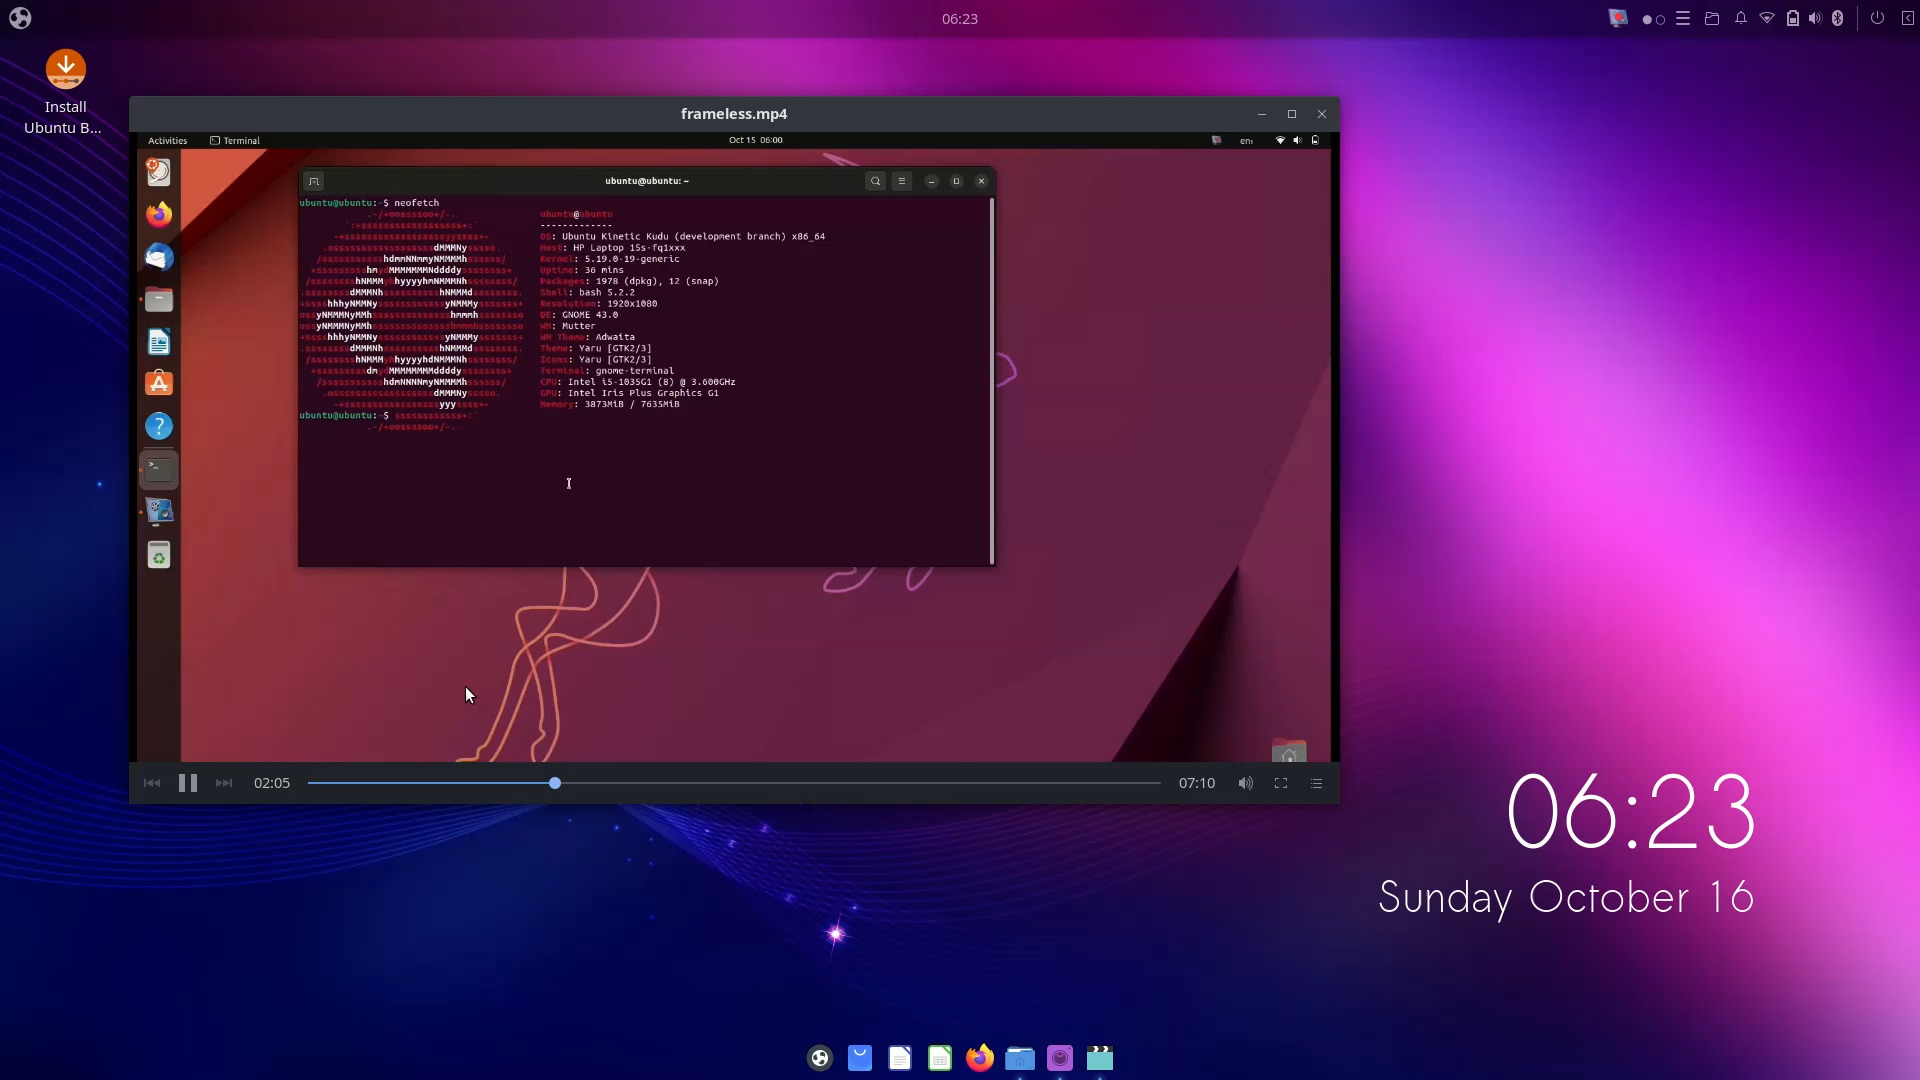 06:23
Install
Ubuntu B...
frameless.mp4
Activities
Terminal
Oct 15 06:00
en
ubuntu@ubuntu: ~
ubuntu@ubuntu:~$ neofetch
ubuntu@ubuntu
-------------
OS: Ubuntu Kinetic Kudu (development branch) x86_64
Host: HP Laptop 15s-fq1xxx
Kernel: 5.19.0-19-generic
Uptime: 36 mins
Packages: 1978 (dpkg), 12 (snap)
Shell: bash 5.2.2
Resolution: 1920x1080
DE: GNOME 43.0
WM: Mutter
WM Theme: Adwaita
Theme: Yaru [GTK2/3]
Icons: Yaru [GTK2/3]
Terminal: gnome-terminal
CPU: Intel i5-1035G1 (8) @ 3.600GHz
GPU: Intel Iris Plus Graphics G1
Memory: 3873MiB / 7635MiB
ubuntu@ubuntu:~$
02:05
07:10
06:23
Sunday October 16